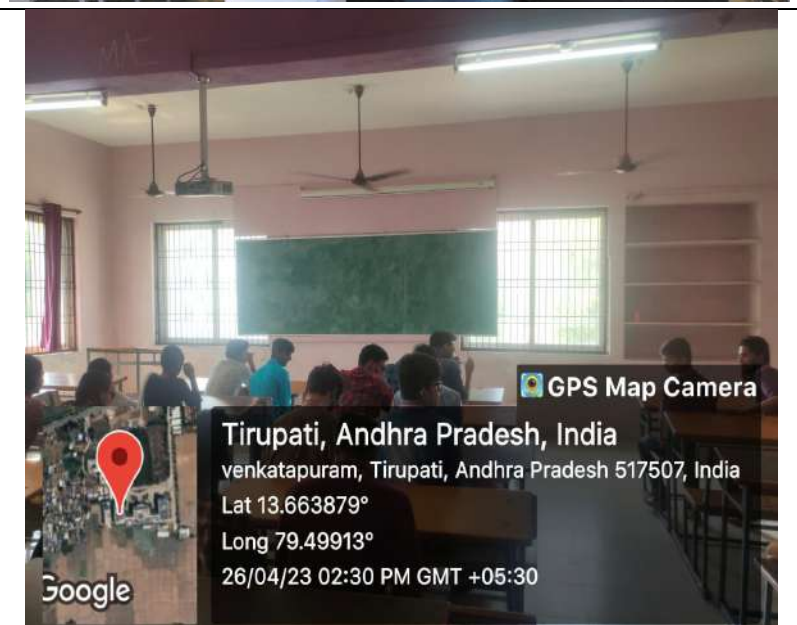 GPS Map Camera
Tirupati, Andhra Pradesh, India
venkatapuram, Tirupati, Andhra Pradesh 517507, India
Lat 13.663879°
Long 79.49913°
26/04/23 02:30 PM GMT +05:30
Google